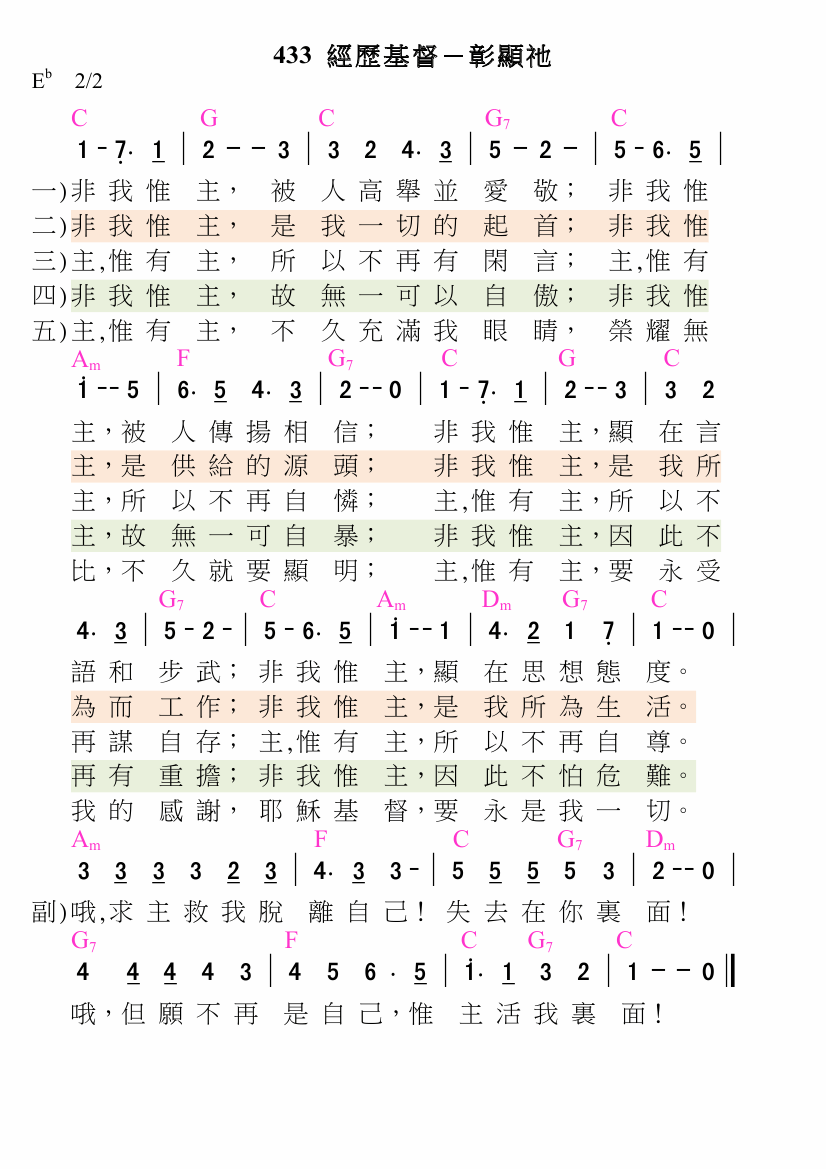 433 經歷基督－彰顯祂
E♭ 2/2
C G C G7 C
1 - 7. 1 | 2 - - 3 | 3 2 4. 3 | 5 - 2 - | 5 - 6. 5 |
一)非我惟 主， 被 人高舉並 愛 敬； 非我惟
二)非我惟 主， 是 我一切的 起 首； 非我惟
三)主,惟有 主， 所 以不再有 閑 言； 主,惟有
四)非我惟 主， 故 無一可以 自 傲； 非我惟
五)主,惟有 主， 不 久充滿我 眼 睛， 榮耀無
Am F G7 C G C
i - - 5 | 6. 5 4. 3 | 2 - - 0 | 1 - 7. 1 | 2 - - 3 | 3 2
主，被 人傳揚相 信； 非我惟 主，顯 在言
主，是 供給的源 頭； 非我惟 主，是 我所
主，所 以不再自 憐； 主,惟有 主，所 以不
主，故 無一可自 暴； 非我惟 主，因 此不
比，不 久就要顯 明； 主,惟有 主，要 永受
G7 C Am Dm G7 C
4. 3 | 5 - 2 - | 5 - 6. 5 | i - - 1 | 4. 2 1 7 | 1 - - 0 |
語和 步武；非我惟 主，顯 在思想態 度。
為而 工作；非我惟 主，是 我所為生 活。
再謀 自存；主,惟有 主，所 以不再自 尊。
再有 重擔；非我惟 主，因 此不怕危 難。
我的 感謝，耶穌基 督，要 永是我一 切。
Am F C G7 Dm
3 3 3 3 2 3 | 4. 3 3 - | 5 5 5 5 3 | 2 - - 0 |
副)哦,求主救我脫 離自己！失去在你裏 面！
G7 F C G7 C
4 4 4 4 3 | 4 5 6 . 5 | i. 1 3 2 | 1 - - 0 ‖
哦，但願不再 是自己，惟 主活我裏 面！